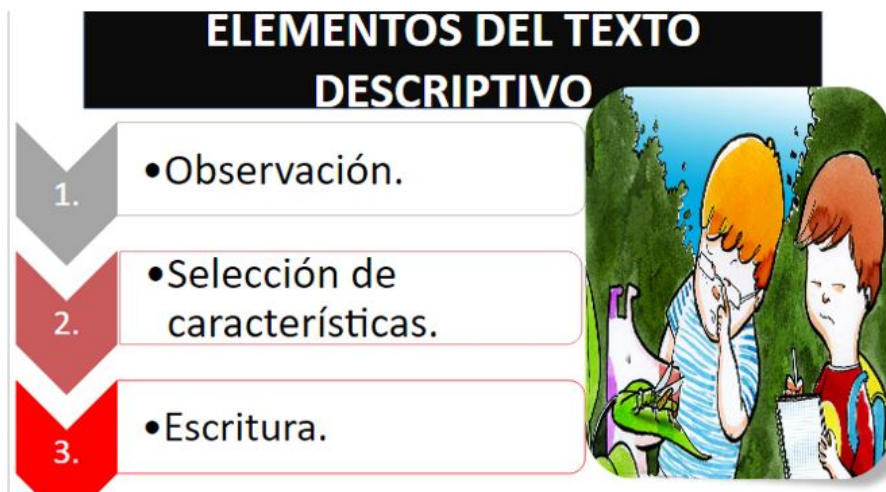 ELEMENTOS DEL TEXTO
DESCRIPTIVO
1.
•Observación.
2.
•Selección de
características.
3.
•Escritura.